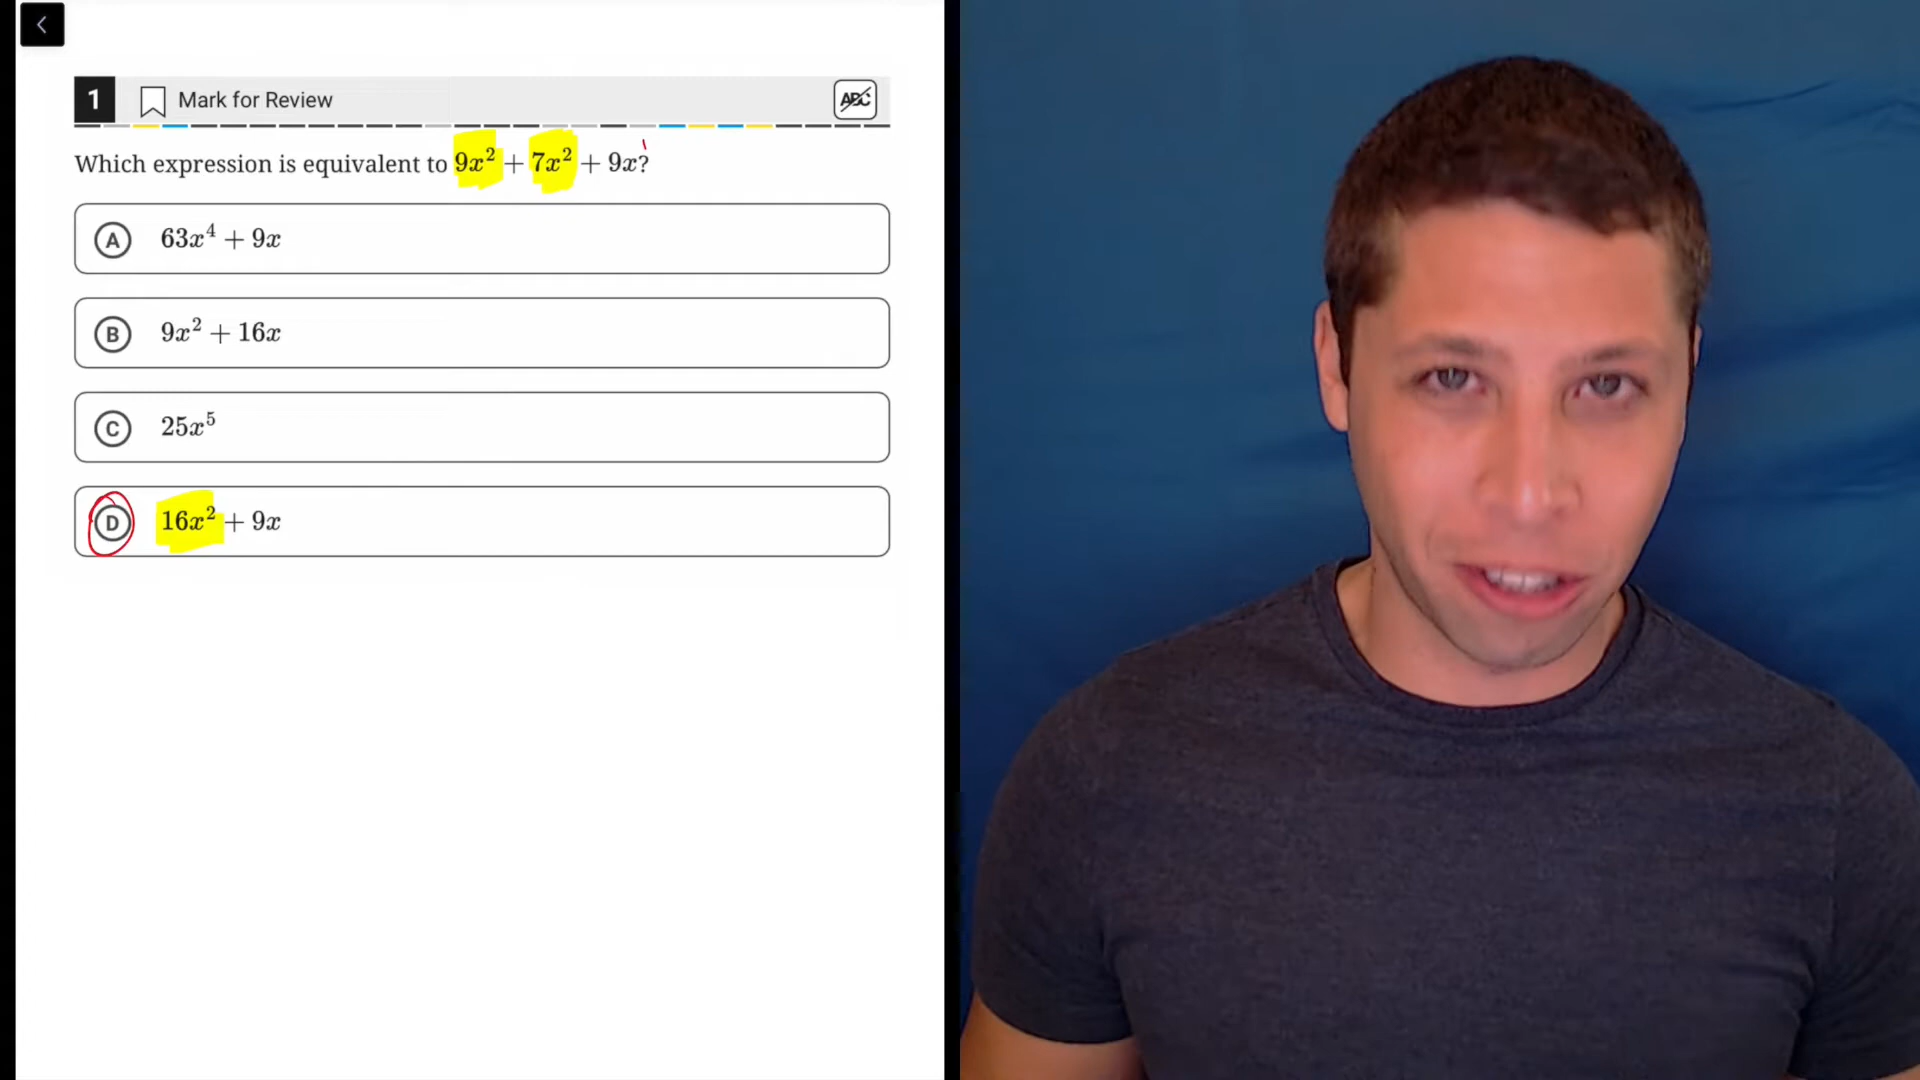 1 Mark for Review ABC
Which expression is equivalent to 9x² + 7x² + 9x?
A 63x⁴ + 9x
B 9x² + 16x
C 25x⁵
D 16x² + 9x